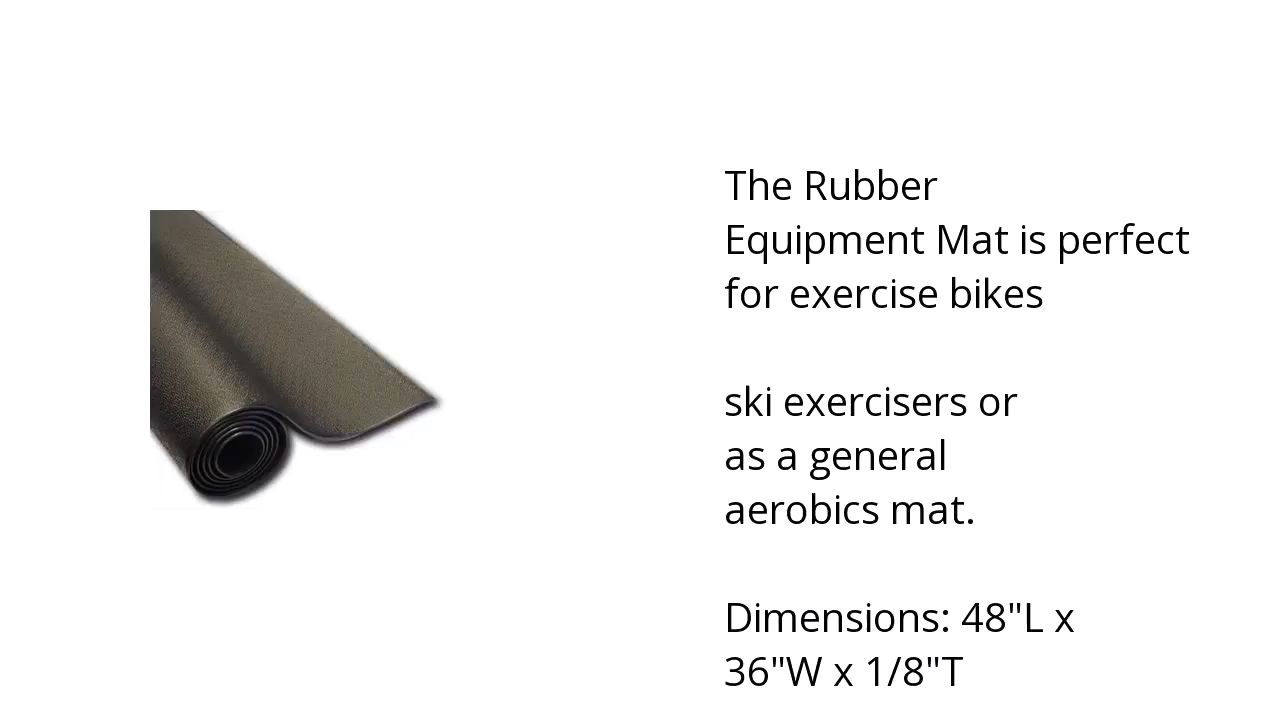 The Rubber
Equipment Mat is perfect
for exercise bikes
ski exercisers or
as a general
aerobics mat.
Dimensions: 48"L x
36"W x 1/8"T